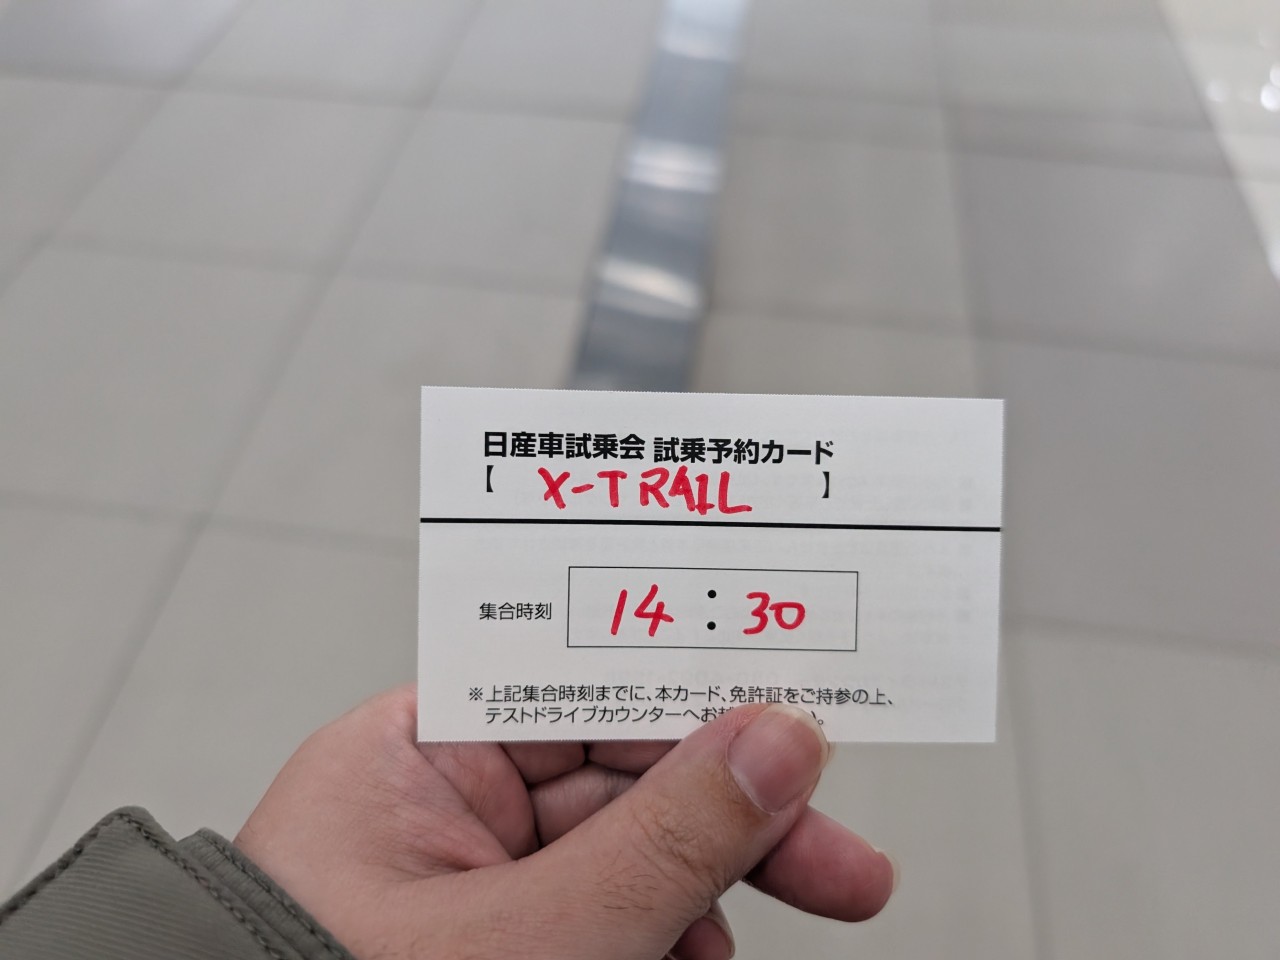 日産車試乗会 試乗予約カード
【 X-TRAIL 】
集合時刻 14 : 30
※上記集合時刻までに、本カード、免許証をご持参の上、
テストドライブカウンターへお